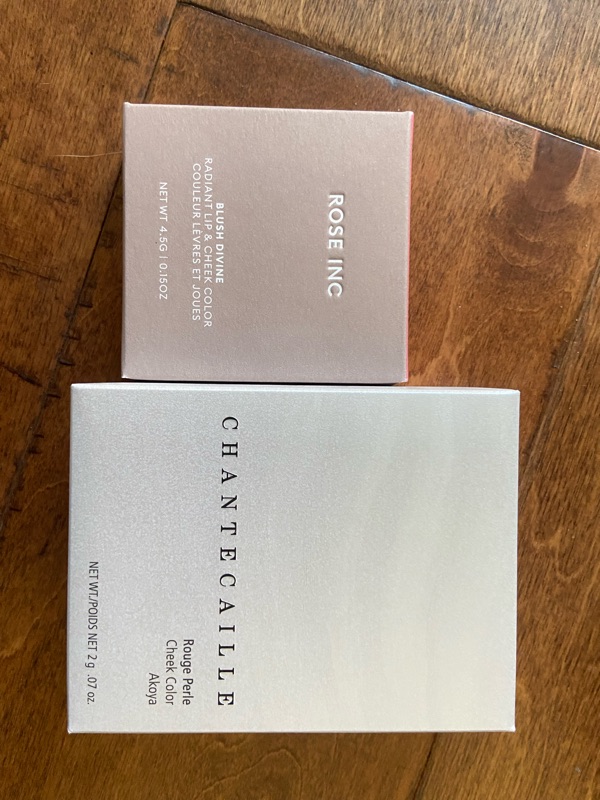 ROSE INC
BLUSH DIVINE
RADIANT LIP & CHEEK COLOR
COULEUR LÈVRES ET JOUES
NET WT 4.5G | 0.15OZ
CHANTECAILLE
Rouge Perle
Cheek Color
Akoya
NET WT./POIDS NET 2 g .07 oz.